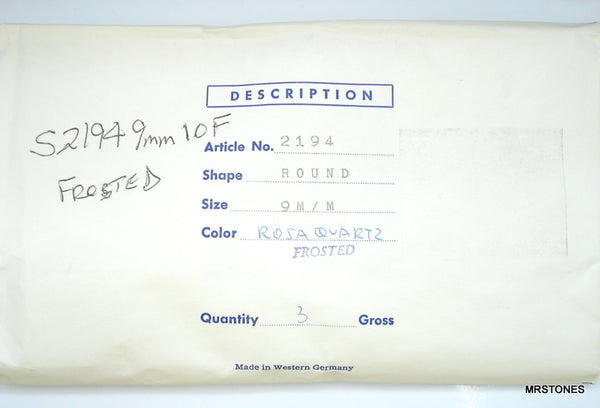 DESCRIPTION
S2194 9mm 10F
FROSTED
Article No. 2194
Shape ROUND
Size 9M/M
Color ROSA QUARTZ
FROSTED
Quantity 3 Gross
Made in Western Germany
MRSTONES